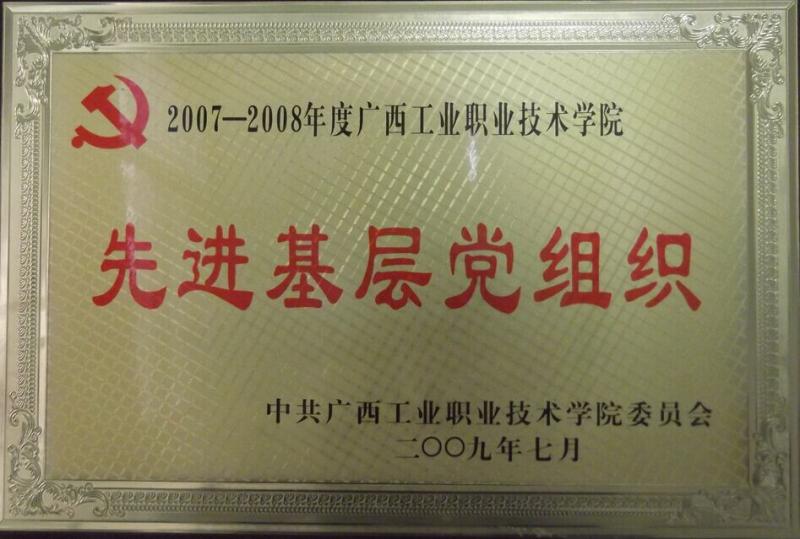 2007—2008年度广西工业职业技术学院
先进基层党组织
中共广西工业职业技术学院委员会
二〇〇九年七月